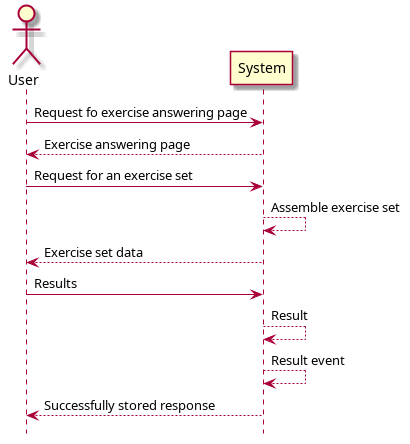 User
System
Request fo exercise answering page
Exercise answering page
Request for an exercise set
Assemble exercise set
Exercise set data
Results
Result
Result event
Successfully stored response